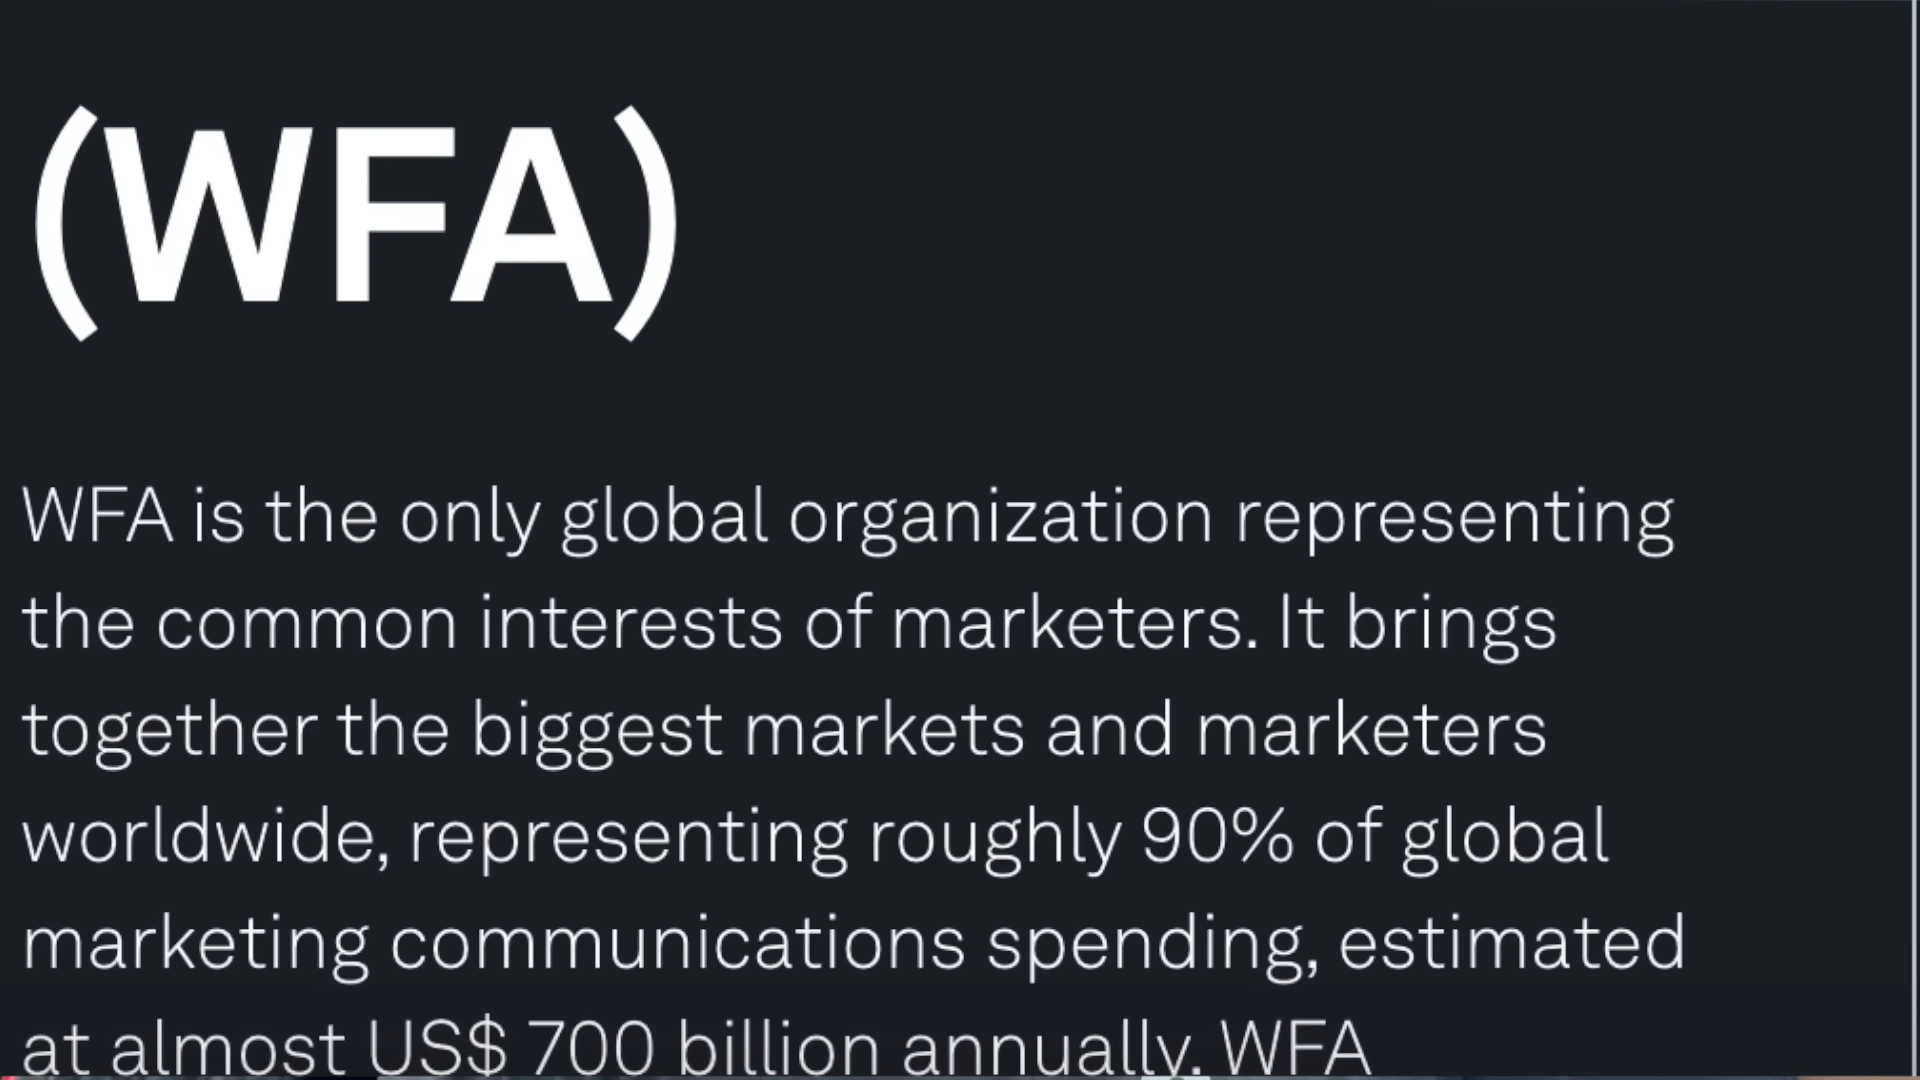 (WFA)
WFA is the only global organization representing
the common interests of marketers. It brings
together the biggest markets and marketers
worldwide, representing roughly 90% of global
marketing communications spending, estimated
at almost US$ 700 billion annually. WFA